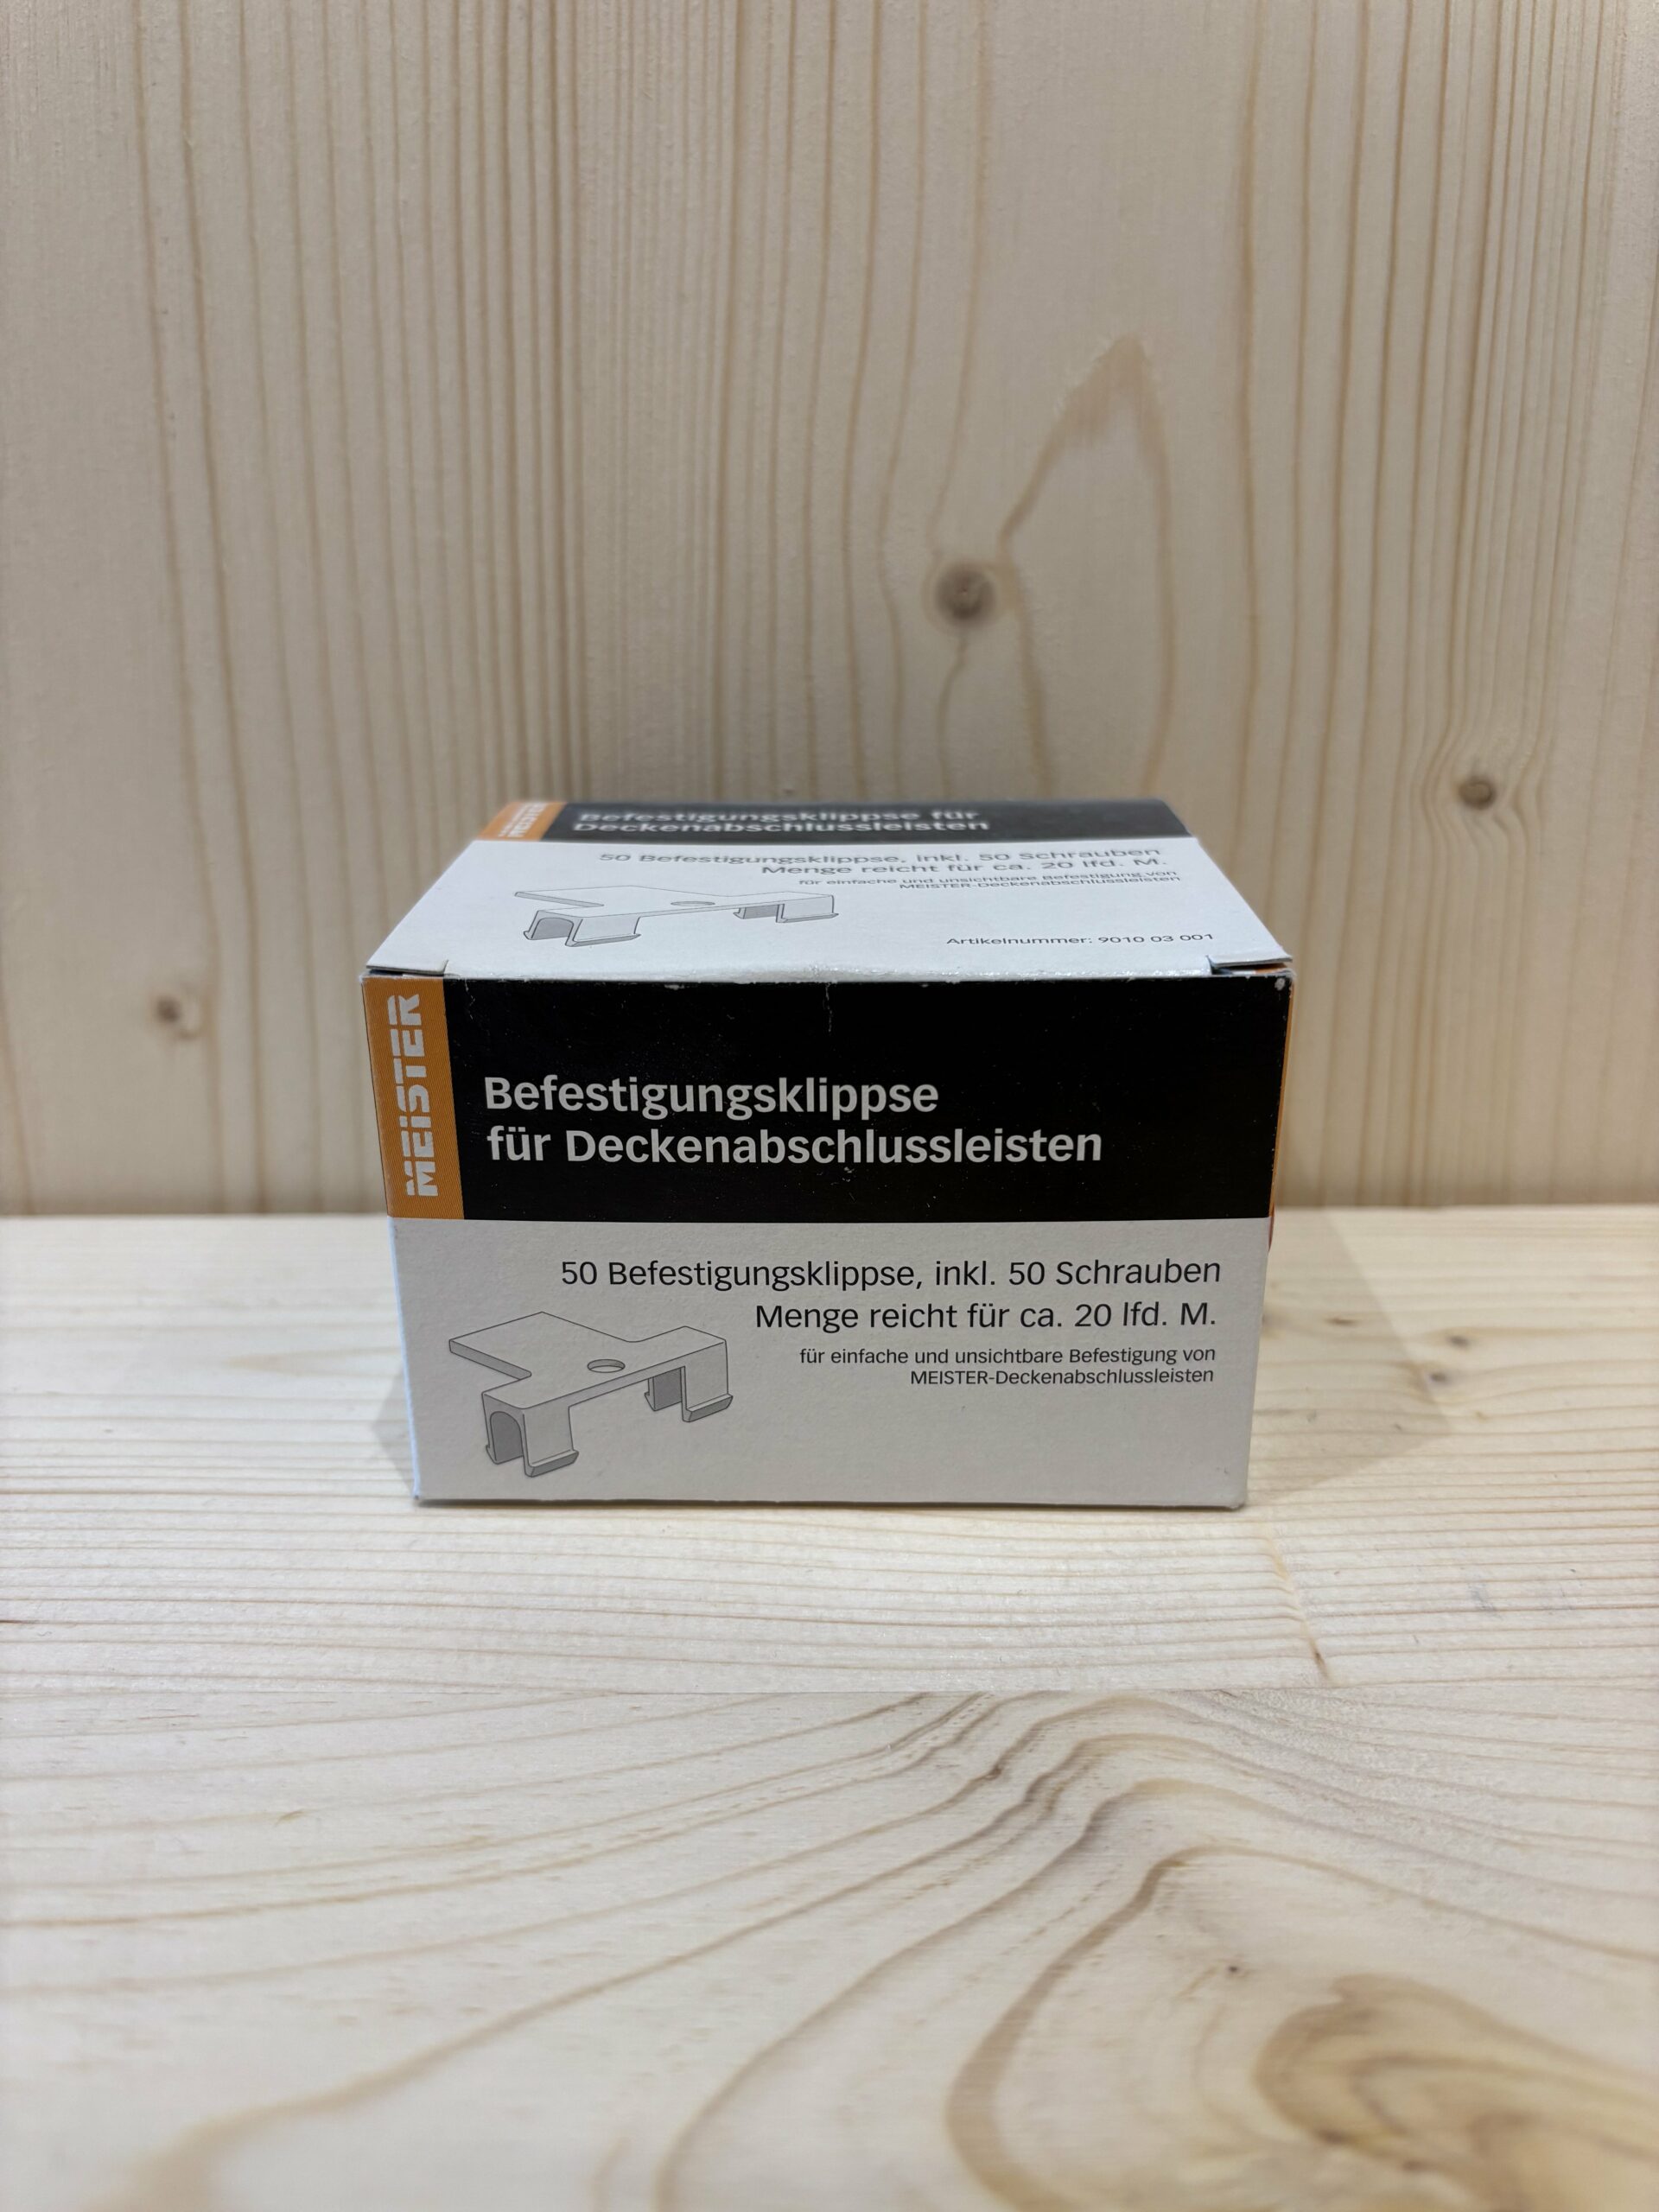 MEISTER
Befestigungsklippse für
Deckenabschlussleisten
50 Befestigungsklippse, inkl. 50 Schrauben
Menge reicht für ca. 20 lfd. M.
für einfache und unsichtbare Befestigung von
MEISTER-Deckenabschlussleisten
Artikelnummer: 9010 03 001
MEISTER
Befestigungsklippse
für Deckenabschlussleisten
50 Befestigungsklippse, inkl. 50 Schrauben
Menge reicht für ca. 20 lfd. M.
für einfache und unsichtbare Befestigung von
MEISTER-Deckenabschlussleisten